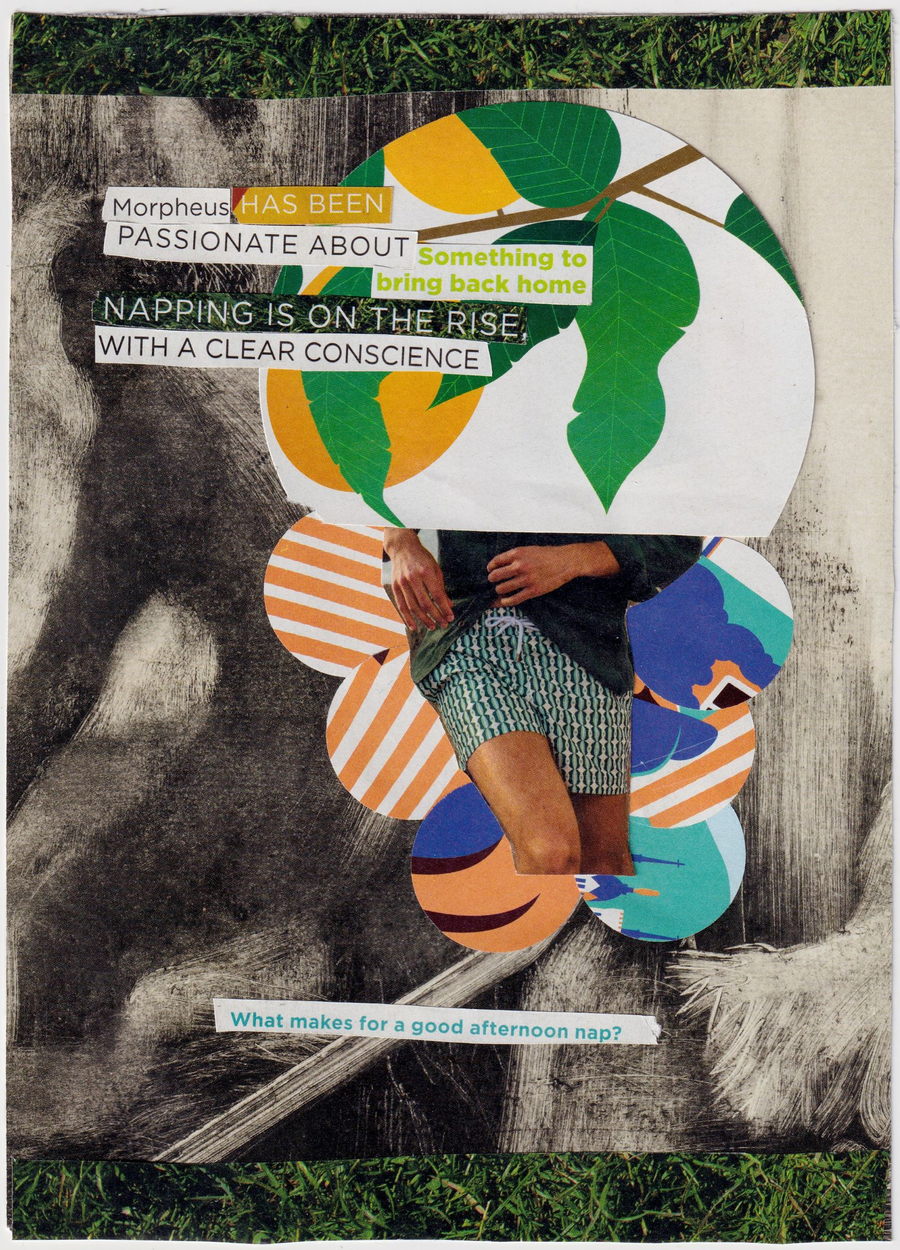 Morpheus HAS BEEN
PASSIONATE ABOUT
Something to
bring back home
NAPPING IS ON THE RISE,
WITH A CLEAR CONSCIENCE
What makes for a good afternoon nap?